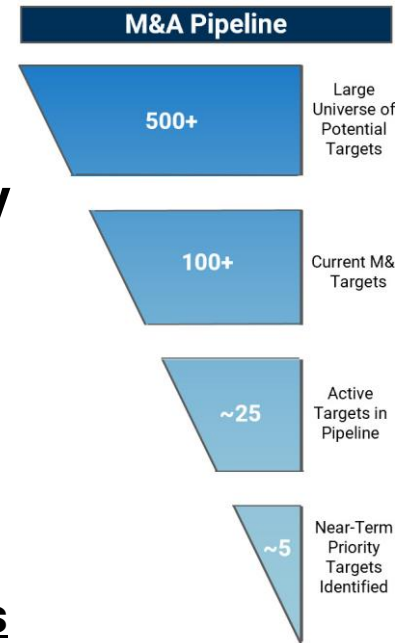 M&A Pipeline
500+
Large
Universe of
Potential
Targets
y
100+
Current M&
Targets
~25
Active
Targets in
Pipeline
~5
Near-Term
Priority
Targets
Identified
s